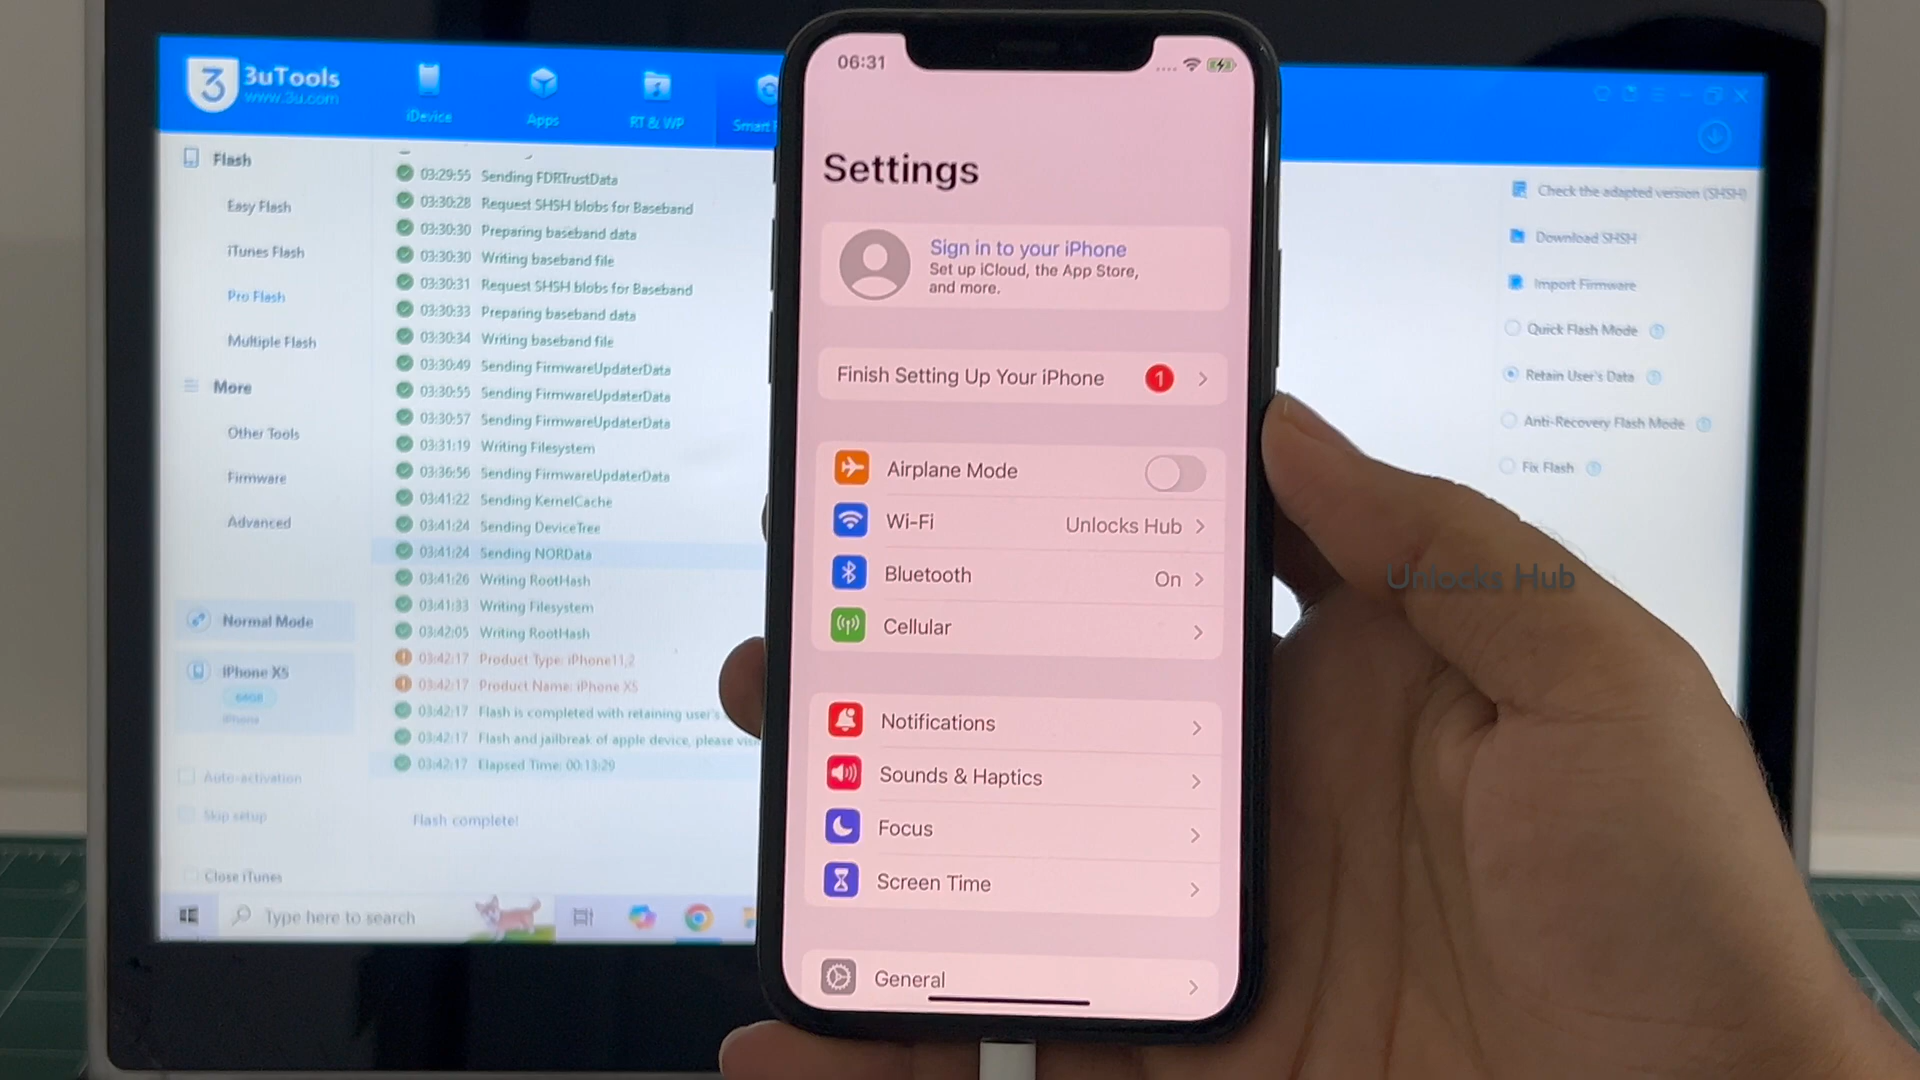 3
3uTools
www.3u.com
iDevice
Apps
RT & WP
Smart
Flash
Easy Flash
iTunes Flash
Pro Flash
Multiple Flash
More
Other Tools
Firmware
Advanced
Normal Mode
iPhone XS
64GB
iPhone
Auto-activation
Skip setup
Close iTunes
03:29:55 Sending FDRTrustData
03:30:28 Request SHSH blobs for Baseband
03:30:30 Preparing baseband data
03:30:30 Writing baseband file
03:30:31 Request SHSH blobs for Baseband
03:30:33 Preparing baseband data
03:30:34 Writing baseband file
03:30:49 Sending FirmwareUpdaterData
03:30:55 Sending FirmwareUpdaterData
03:30:57 Sending FirmwareUpdaterData
03:31:19 Writing Filesystem
03:36:56 Sending FirmwareUpdaterData
03:41:22 Sending KernelCache
03:41:24 Sending DeviceTree
03:41:24 Sending NORData
03:41:26 Writing RootHash
03:41:33 Writing Filesystem
03:42:05 Writing RootHash
03:42:17 Product Type: iPhone11,2
03:42:17 Product Name: iPhone XS
03:42:17 Flash is completed with retaining user's
03:42:17 Flash and jailbreak of apple device, please
03:42:17 Elapsed Time: 00:13:29
Flash complete!
Type here to search
06:31
Settings
Sign in to your iPhone
Set up iCloud, the App Store,
and more.
Finish Setting Up Your iPhone 1
Airplane Mode
Wi-Fi Unlocks Hub
Bluetooth On
Cellular
Notifications
Sounds & Haptics
Focus
Screen Time
General
Check the adapted version (SHSH)
Download SHSH
Import Firmware
Quick Flash Mode
Retain User's Data
Anti-Recovery Flash Mode
Fix Flash
Unlocks Hub